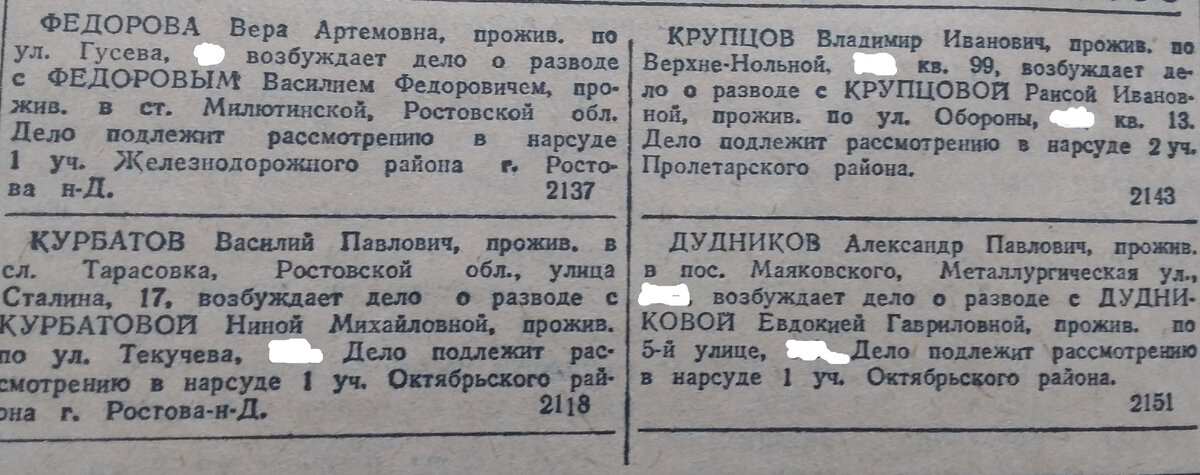 ФЕДОРОВА Вера Артемовна, прожив. по
ул. Гусева, возбуждает дело о разводе
с ФЕДОРОВЫМ Василием Федоровичем, про-
жив. в ст. Милютинской, Ростовской обл.
Дело подлежит рассмотрению в нарсуде
1 уч. Железнодорожного района г. Росто-
ва н-Д. 2137
КУРБАТОВ Василий Павлович, прожив. в
сл. Тарасовка, Ростовской обл., улица
Сталина, 17, возбуждает дело о разводе с
КУРБАТОВОЙ Ниной Михайловной, прожив.
по ул. Текучева, Дело подлежит рас-
смотрению в нарсуде 1 уч. Октябрьского рай-
она г. Ростова-н-Д. 2118
КРУПЦОВ Владимир Иванович, прожив. по
Верхне-Нольной, кв. 99, возбуждает де-
ло о разводе с КРУПЦОВОЙ Раисой Иванов-
ной, прожив. по ул. Обороны, кв. 13.
Дело подлежит рассмотрению в нарсуде 2 уч.
Пролетарского района.
2143
ДУДНИКОВ Александр Павлович, прожив.
в пос. Маяковского, Металлургическая ул.,
возбуждает дело о разводе с ДУДНИ-
КОВОЙ Евдокией Гавриловной, прожив. по
5-й улице, Дело подлежит рассмотрению
в нарсуде 1 уч. Октябрьского района.
2151